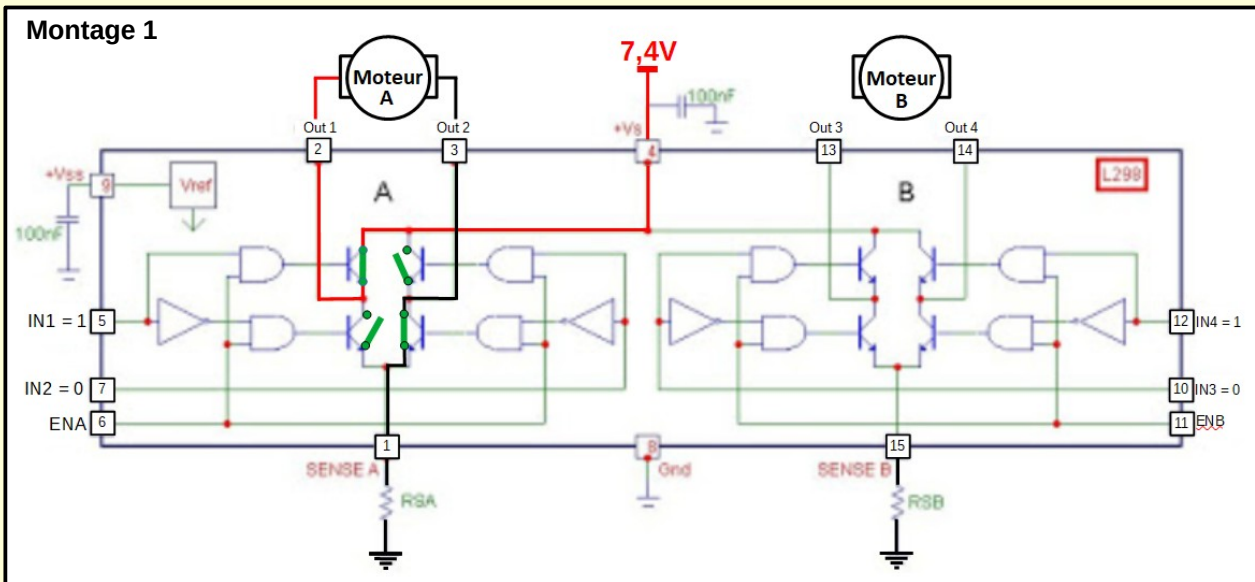 Montage 1
7,4V
Moteur
A
Moteur
B
100nF
Out 1
Out 2
+Vs
Out 3
Out 4
2
3
4
13
14
+Vss
9
Vref
A
B
L298
100nF
IN1 = 1
5
12
IN4 = 1
IN2 = 0
7
10
IN3 = 0
ENA
6
11
ENB
1
8
15
SENSE A
Gnd
SENSE B
RSA
RSB